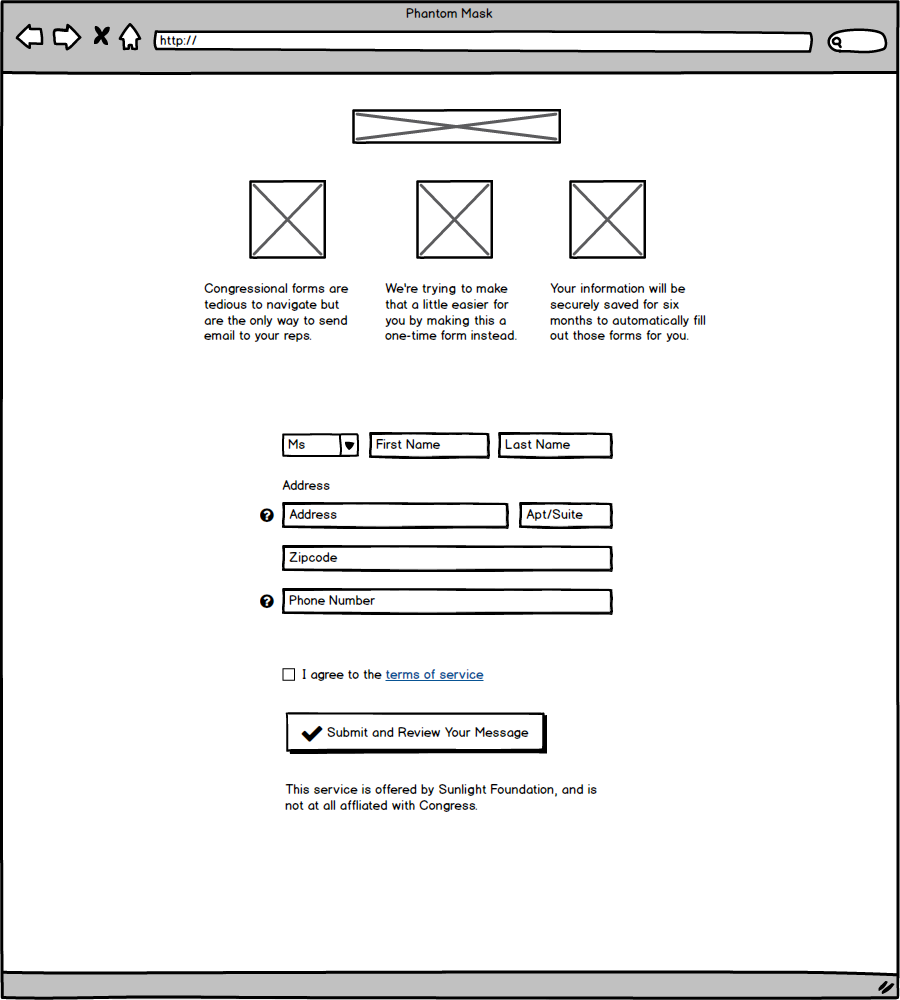 Phantom Mask
http://
Congressional forms are
tedious to navigate but
are the only way to send
email to your reps.
We're trying to make
that a little easier for
you by making this a
one-time form instead.
Your information will be
securely saved for six
months to automatically fill
out those forms for you.
Ms First Name Last Name
Address
? Address Apt/Suite
Zipcode
? Phone Number
I agree to the terms of service
Submit and Review Your Message
This service is offered by Sunlight Foundation, and is
not at all affliated with Congress.